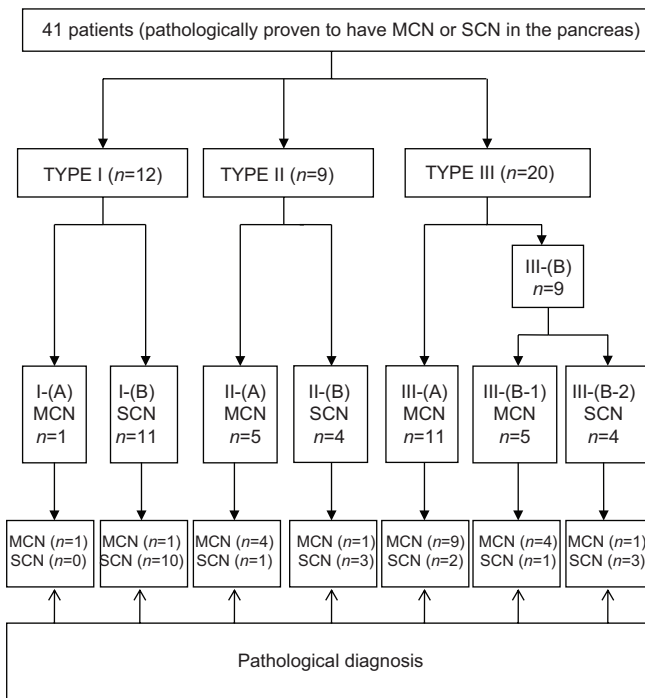 41 patients (pathologically proven to have MCN or SCN in the pancreas)
TYPE I (n=12)
TYPE II (n=9)
TYPE III (n=20)
III-(B)
n=9
I-(A)
MCN
n=1
I-(B)
SCN
n=11
II-(A)
MCN
n=5
II-(B)
SCN
n=4
III-(A)
MCN
n=11
III-(B-1)
MCN
n=5
III-(B-2)
SCN
n=4
MCN (n=1)
SCN (n=0)
MCN (n=1)
SCN (n=10)
MCN (n=4)
SCN (n=1)
MCN (n=1)
SCN (n=3)
MCN (n=9)
SCN (n=2)
MCN (n=4)
SCN (n=1)
MCN (n=1)
SCN (n=3)
Pathological diagnosis